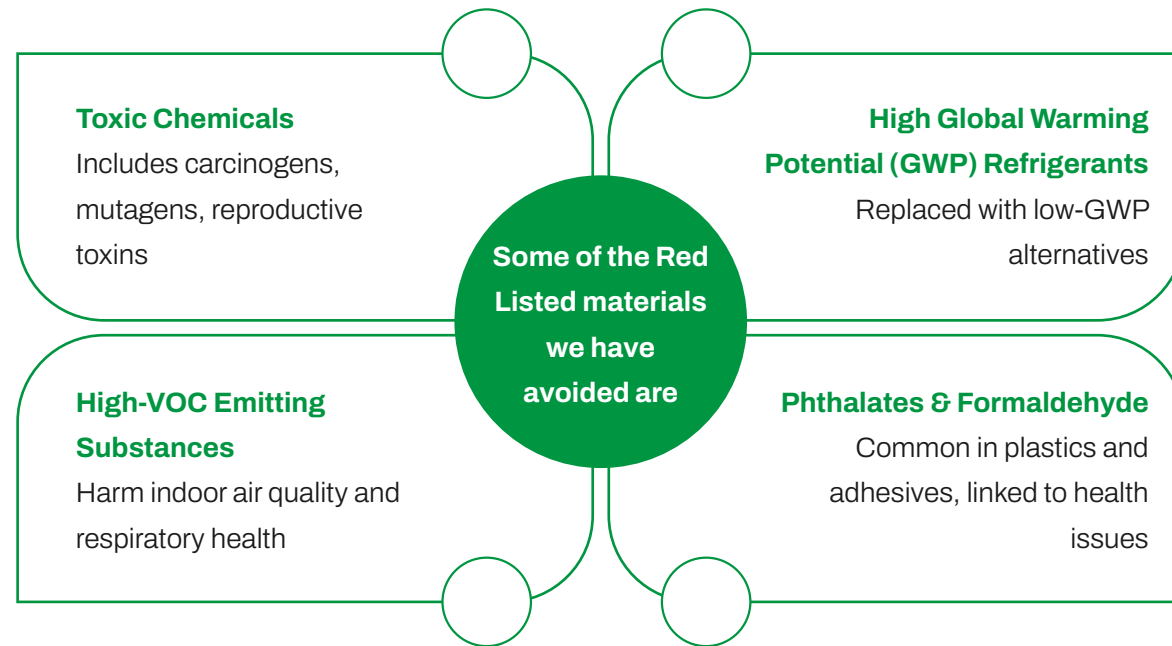 Toxic Chemicals
Includes carcinogens,
mutagens, reproductive
toxins
High Global Warming
Potential (GWP) Refrigerants
Replaced with low-GWP
alternatives
Some of the Red
Listed materials
we have
avoided are
High-VOC Emitting
Substances
Harm indoor air quality and
respiratory health
Phthalates & Formaldehyde
Common in plastics and
adhesives, linked to health
issues